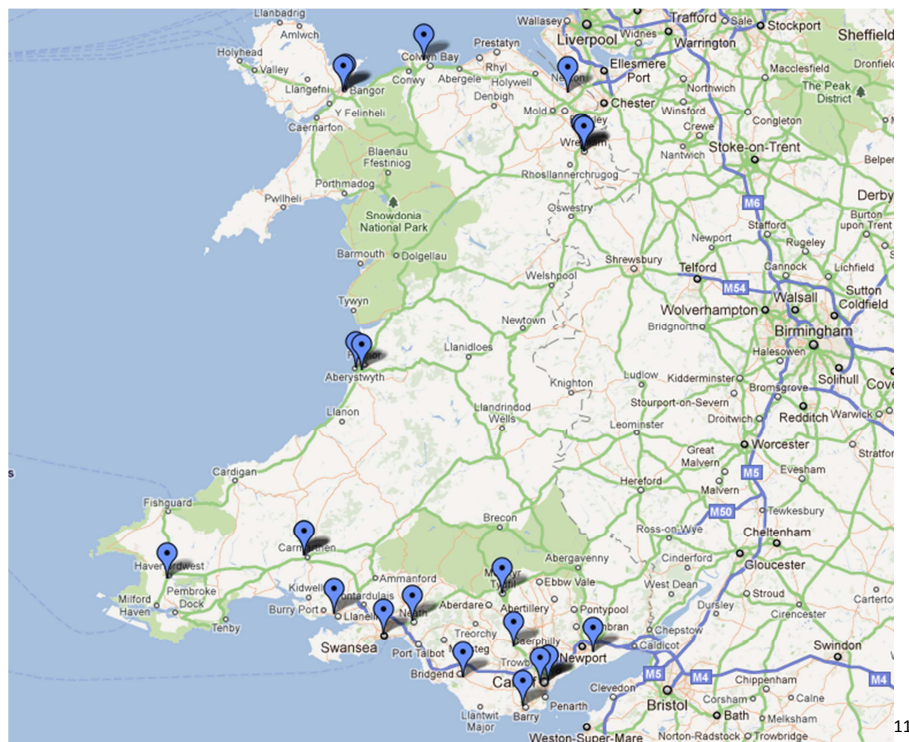 Llanbadrig
Amlwch
Holyhead
Valley
Llangefni
Bangor
Y Felinheli
Caernarfon
Colwyn Bay
Conwy
Abergele
Rhyl
Prestatyn
Holywell
Denbigh
Mold
Wallasey
Liverpool
Widnes
Trafford
Sale
Stockport
Warrington
Sheffield
Dronfield
Ellesmere
Port
Macclesfield
The Peak
District
Northwich
Chester
Winsford
Congleton
Crewe
Nantwich
Stoke-on-Trent
Belper
Rhosllannerchrugog
Blaenau
Ffestiniog
Porthmadog
Pwllheli
Snowdonia
National Park
Oswestry
M6
Derby
Stafford
Burton
upon Trent
Rugeley
Newport
Barmouth
Dolgellau
Shrewsbury
Telford
Cannock
Lichfield
Welshpool
M54
Walsall
Sutton
Coldfield
Tywyn
Wolverhampton
Newtown
Bridgnorth
Birmingham
Llanidloes
Halesowen
Aberystwyth
Solihull
Knighton
Ludlow
Kidderminster
Bromsgrove
Stourport-on-Severn
Redditch
Warwick
Llanon
Llandrindod
Wells
Leominster
Droitwich
Worcester
Stratfor
Great
Malvern
Malvern
M5
Evesham
Cardigan
Hereford
M50
Tewkesbury
Fishguard
Brecon
Ross-on-Wye
Cheltenham
Carmarthen
Abergavenny
Cinderford
Gloucester
Haverfordwest
Ammanford
Ebbw Vale
West Dean
Milford
Haven
Pembroke
Dock
Burry Port
Neath
Aberdare
Abertillery
Pontypool
Stroud
Cirencester
Dursley
Tenby
Treorchy
Chepstow
Caldicot
Swansea
Port Talbot
Caerphilly
Newport
Swindon
Bridgend
M5
M4
M4
Penarth
Clevedon
Bristol
Chippenham
Corsham
Calne
Llantwit
Major
Barry
Bath
Melksham
Weston-Super-Mare
Norton-Radstock
Trowbridge
11